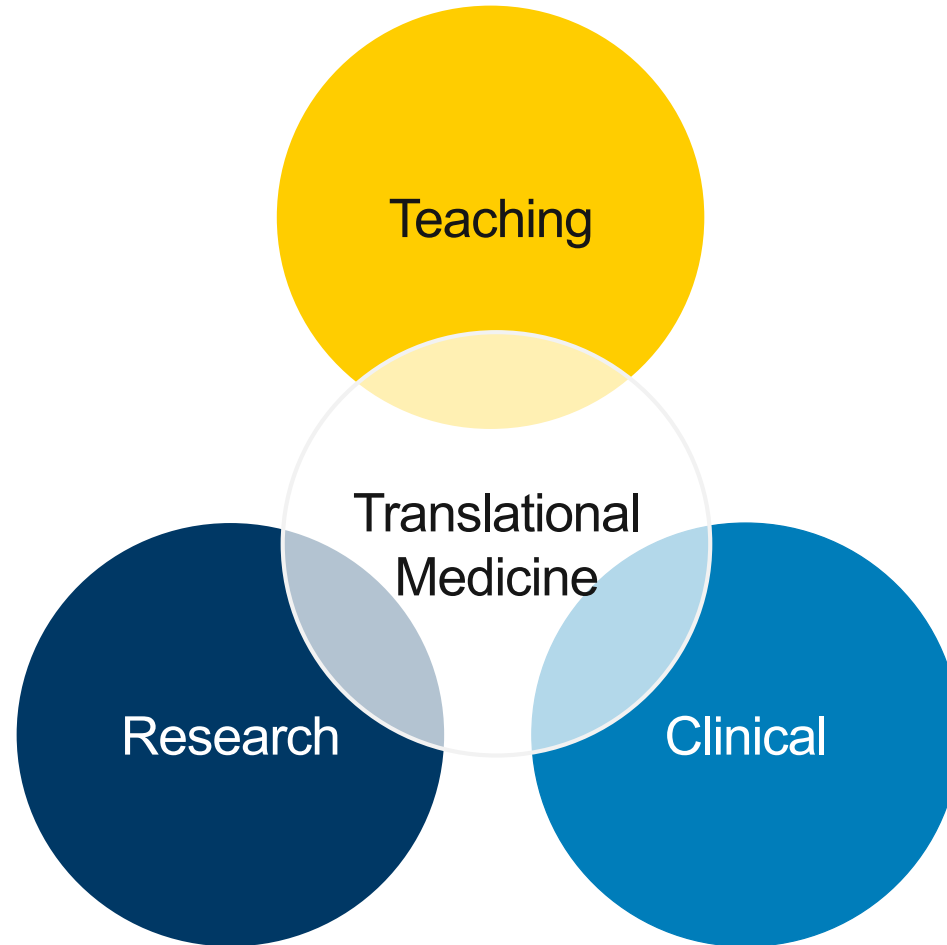 Teaching
Translational
Medicine
Research
Clinical